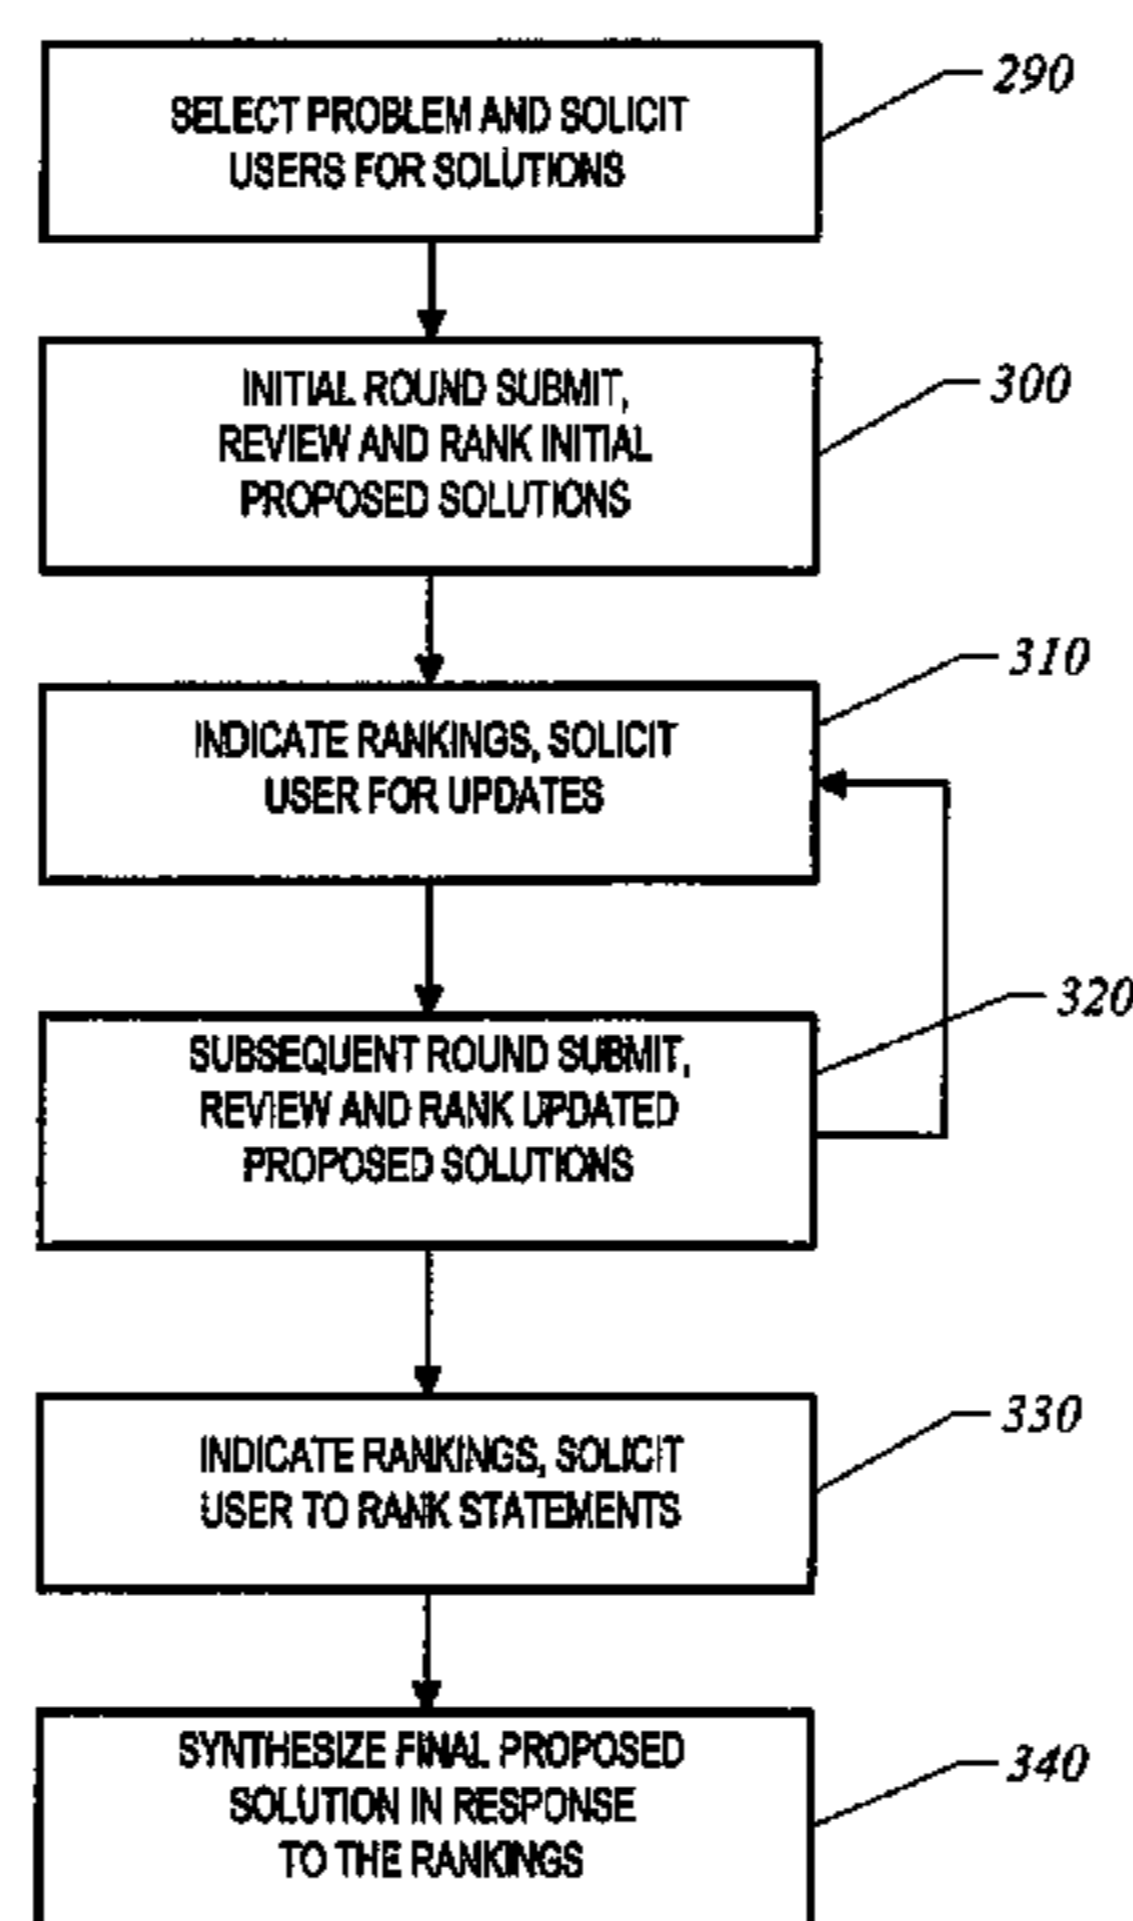 SELECT PROBLEM AND SOLICIT
USERS FOR SOLUTIONS
290
INITIAL ROUND SUBMIT,
REVIEW AND RANK INITIAL
PROPOSED SOLUTIONS
300
INDICATE RANKINGS, SOLICIT
USER FOR UPDATES
310
SUBSEQUENT ROUND SUBMIT,
REVIEW AND RANK UPDATED
PROPOSED SOLUTIONS
320
INDICATE RANKINGS, SOLICIT
USER TO RANK STATEMENTS
330
SYNTHESIZE FINAL PROPOSED
SOLUTION IN RESPONSE
TO THE RANKINGS
340